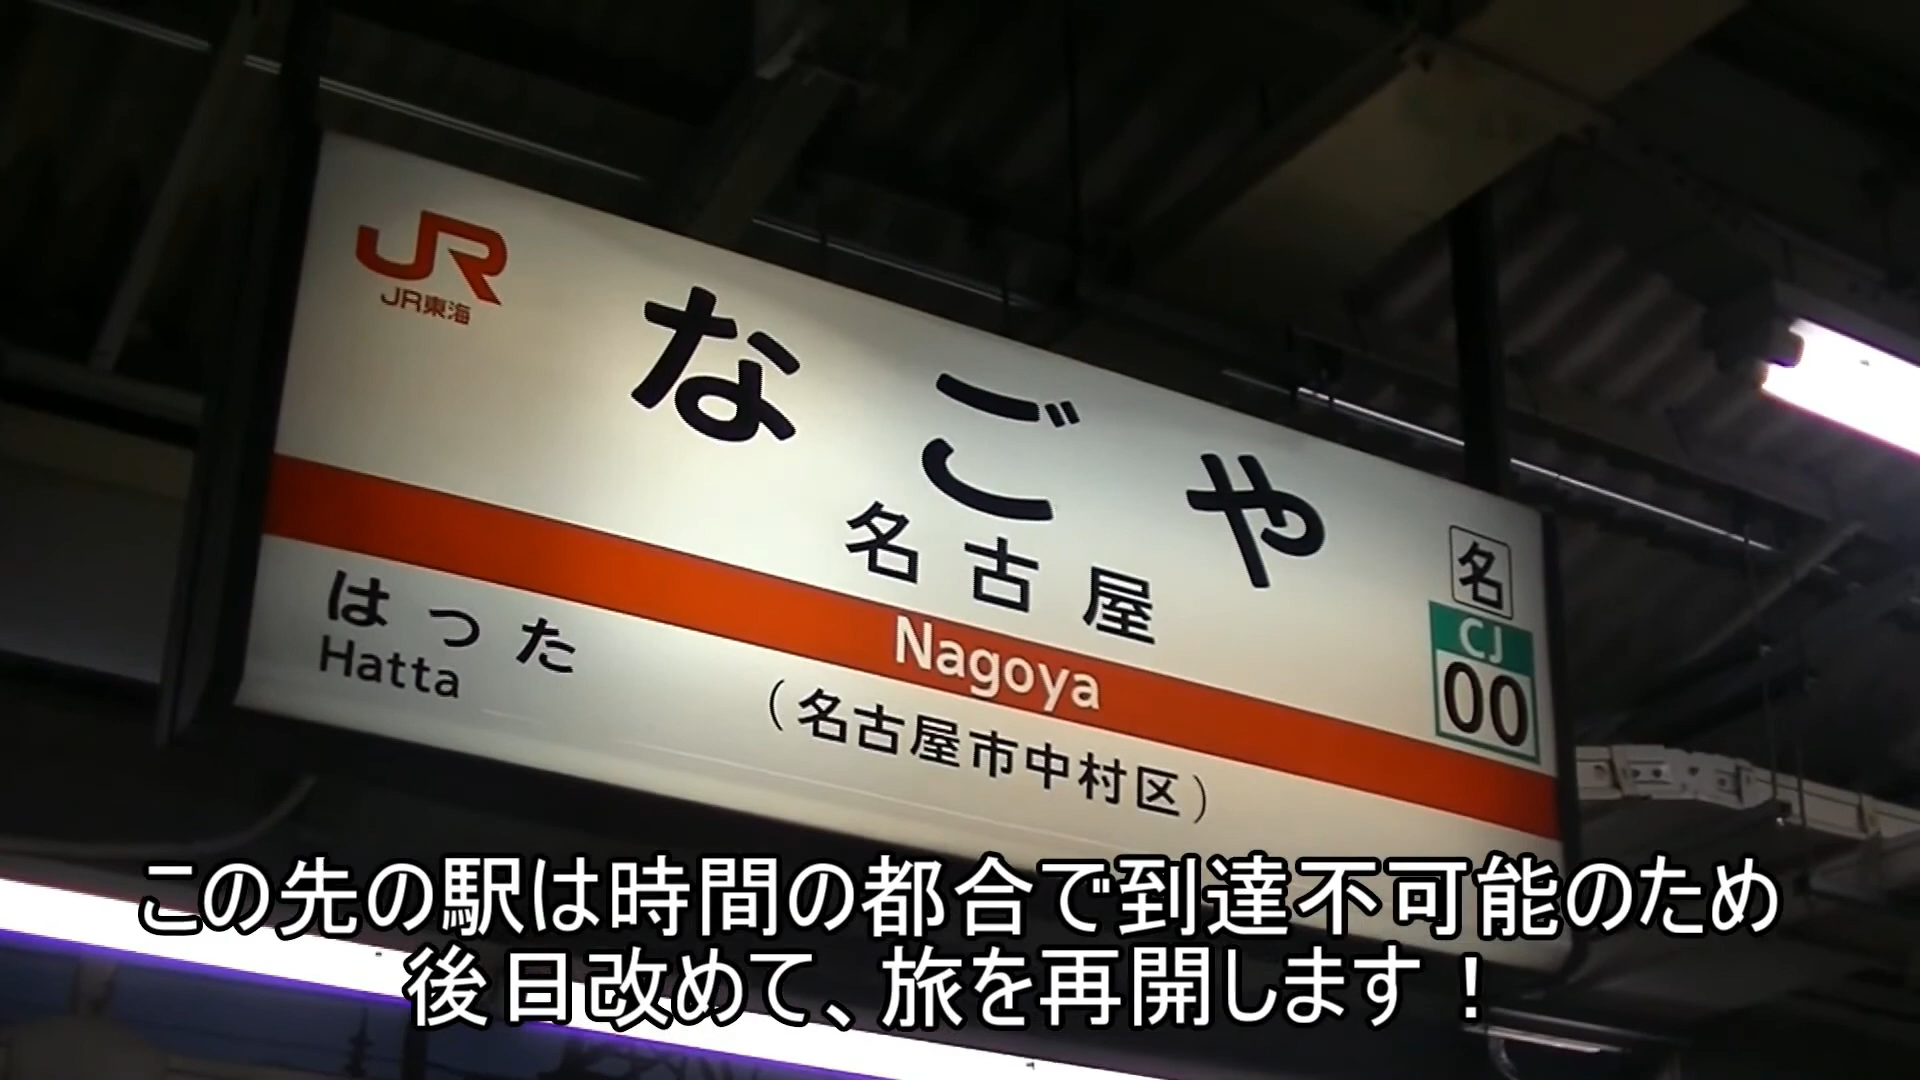 JR東海
なごや
名古屋
名
CJ
00
Nagoya
はった
Hatta
(名古屋市中村区)
この先の駅は時間の都合で到達不可能のため
後日改めて、旅を再開します！